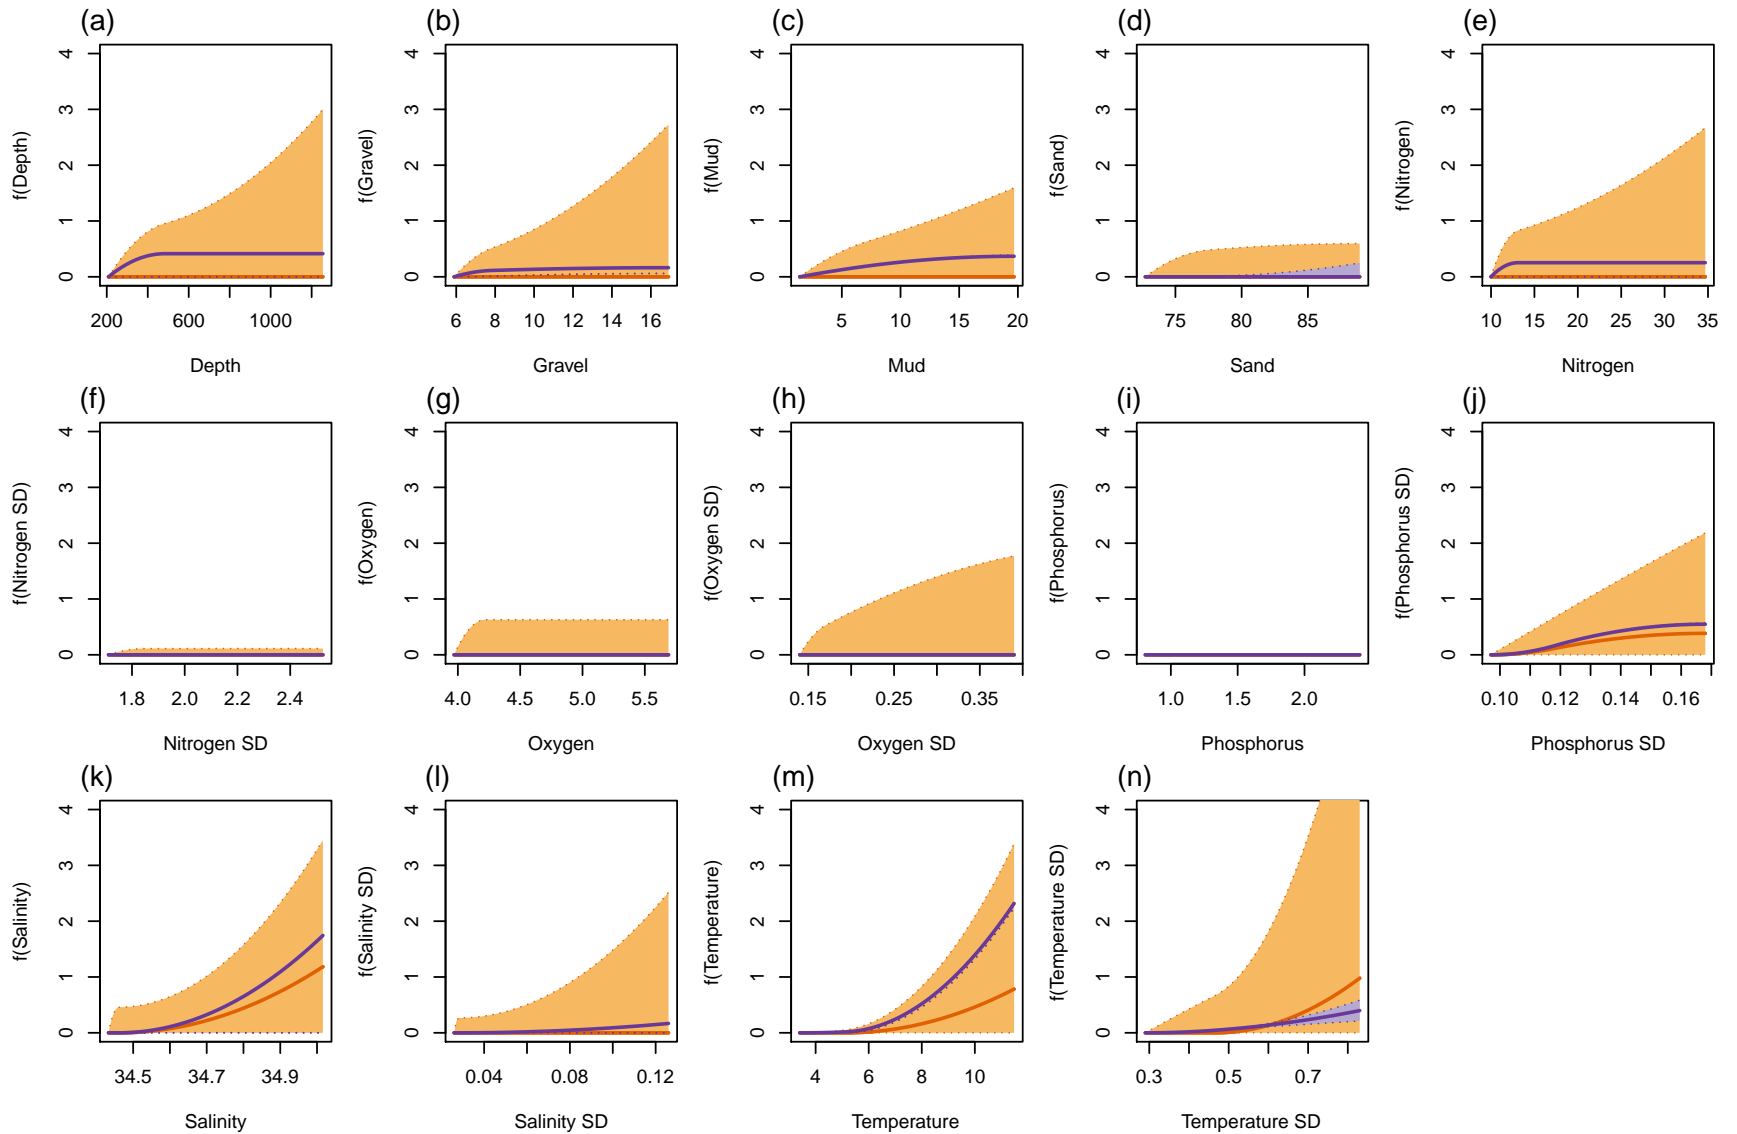 (a) (b) (c) (d) (e)
f(Depth) 0 1 2 3 4
f(Gravel) 0 1 2 3 4
f(Mud) 0 1 2 3 4
f(Sand) 0 1 2 3 4
f(Nitrogen) 0 1 2 3 4
200 600 1000
6 8 10 12 14 16
5 10 15 20
75 80 85
10 15 20 25 30 35
Depth Gravel Mud Sand Nitrogen
(f) (g) (h) (i) (j)
f(Nitrogen SD) 0 1 2 3 4
f(Oxygen) 0 1 2 3 4
f(Oxygen SD) 0 1 2 3 4
f(Phosphorus) 0 1 2 3 4
f(Phosphorus SD) 0 1 2 3 4
1.8 2.0 2.2 2.4
4.0 4.5 5.0 5.5
0.15 0.25 0.35
1.0 1.5 2.0
0.10 0.12 0.14 0.16
Nitrogen SD Oxygen Oxygen SD Phosphorus Phosphorus SD
(k) (l) (m) (n)
f(Salinity) 0 1 2 3 4
f(Salinity SD) 0 1 2 3 4
f(Temperature) 0 1 2 3 4
f(Temperature SD) 0 1 2 3 4
34.5 34.7 34.9
0.04 0.08 0.12
4 6 8 10
0.3 0.5 0.7
Salinity Salinity SD Temperature Temperature SD